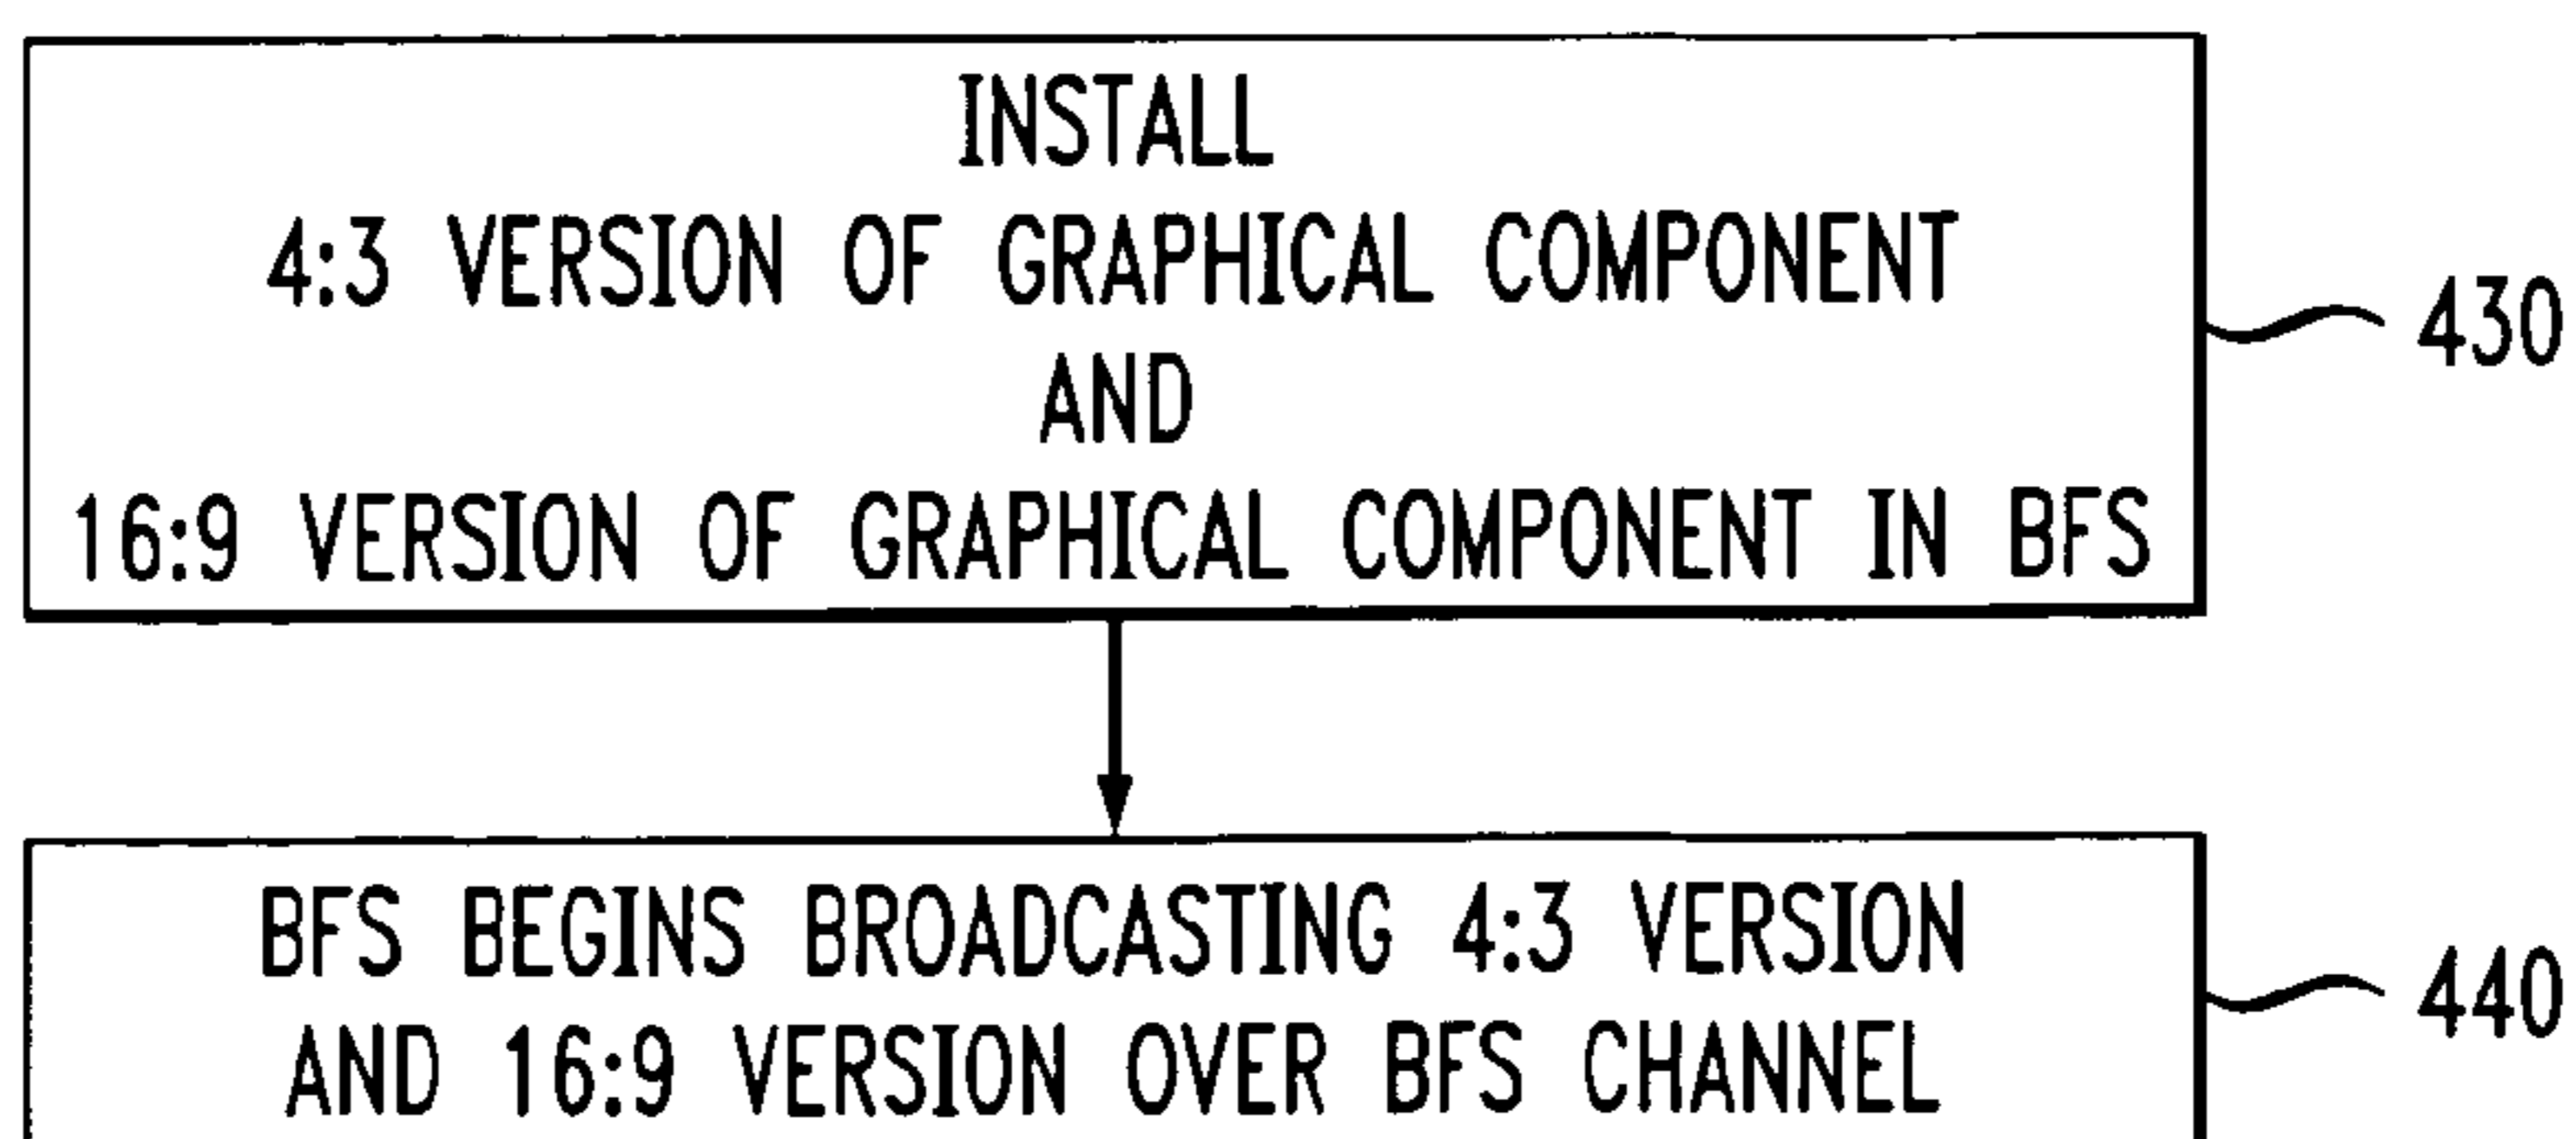 INSTALL
4:3 VERSION OF GRAPHICAL COMPONENT
AND
16:9 VERSION OF GRAPHICAL COMPONENT IN BFS
430
BFS BEGINS BROADCASTING 4:3 VERSION
AND 16:9 VERSION OVER BFS CHANNEL
440